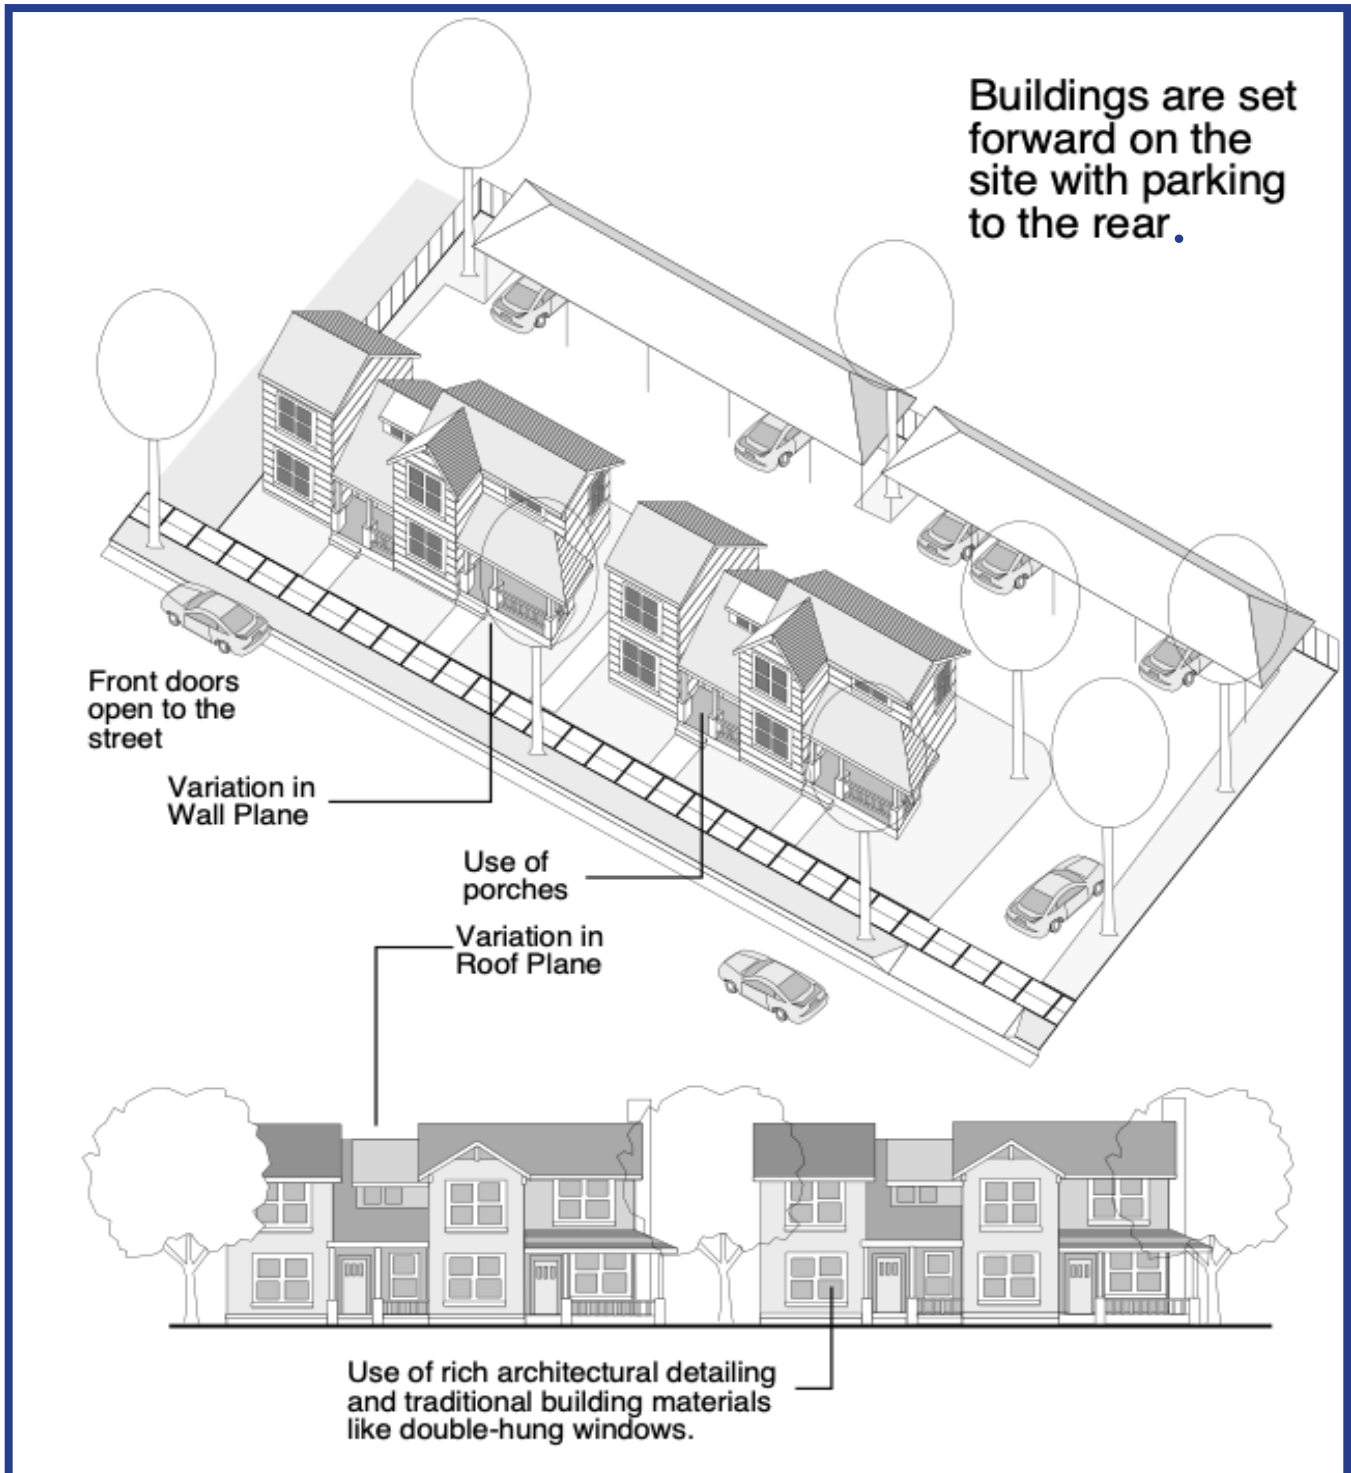 Buildings are set
forward on the
site with parking
to the rear.
Front doors
open to the
street
Variation in
Wall Plane
Use of
porches
Variation in
Roof Plane
Use of rich architectural detailing
and traditional building materials
like double-hung windows.